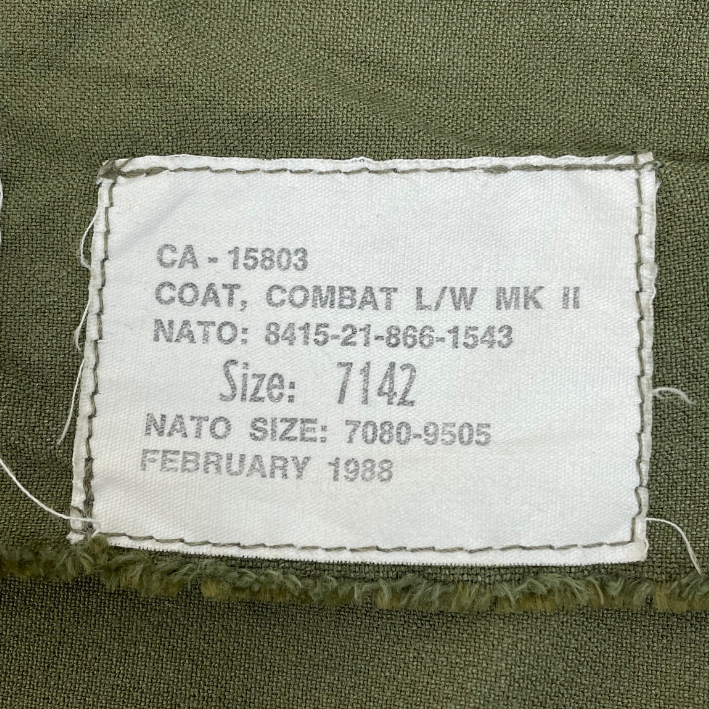 CA - 15803
COAT, COMBAT L/W MK II
NATO: 8415-21-866-1543
Size: 7142
NATO SIZE: 7080-9505
FEBRUARY 1988